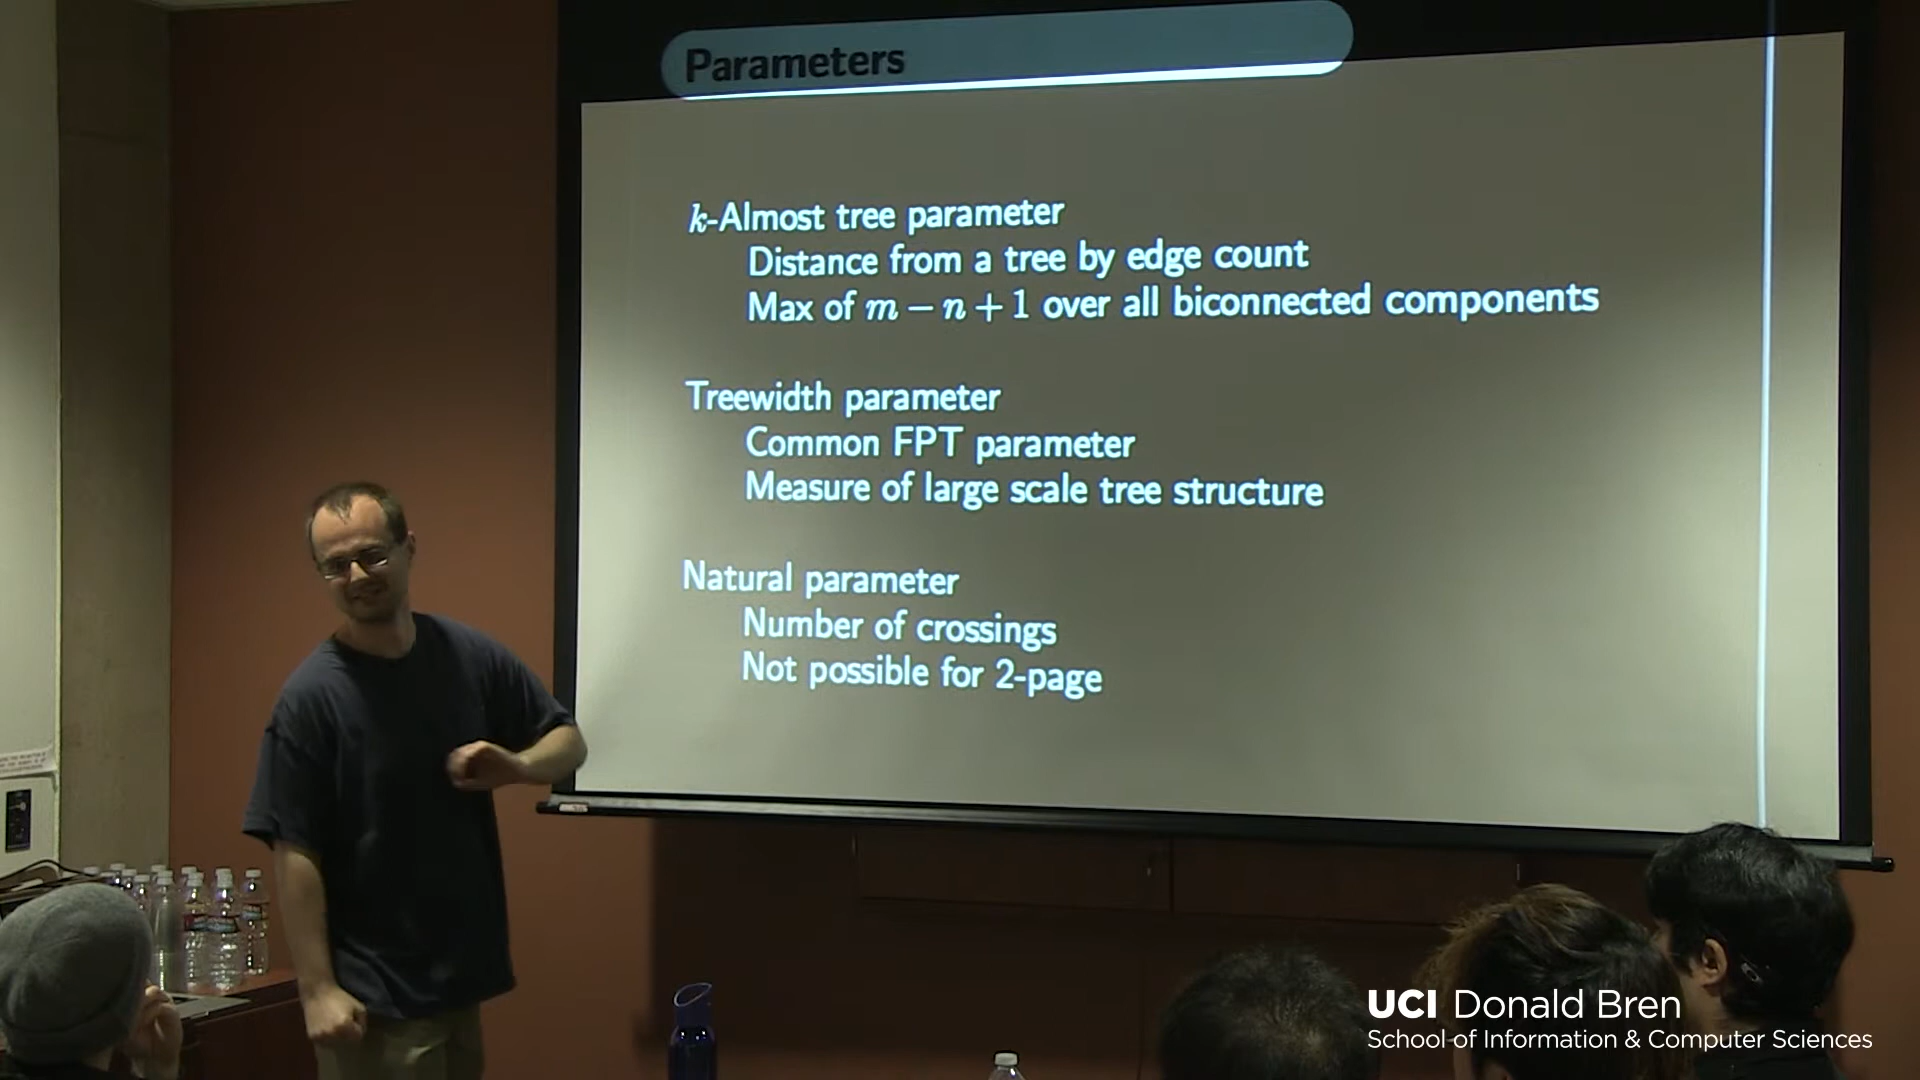 Parameters
k-Almost tree parameter
Distance from a tree by edge count
Max of m − n + 1 over all biconnected components
Treewidth parameter
Common FPT parameter
Measure of large scale tree structure
Natural parameter
Number of crossings
Not possible for 2-page
UCI Donald Bren
School of Information & Computer Sciences